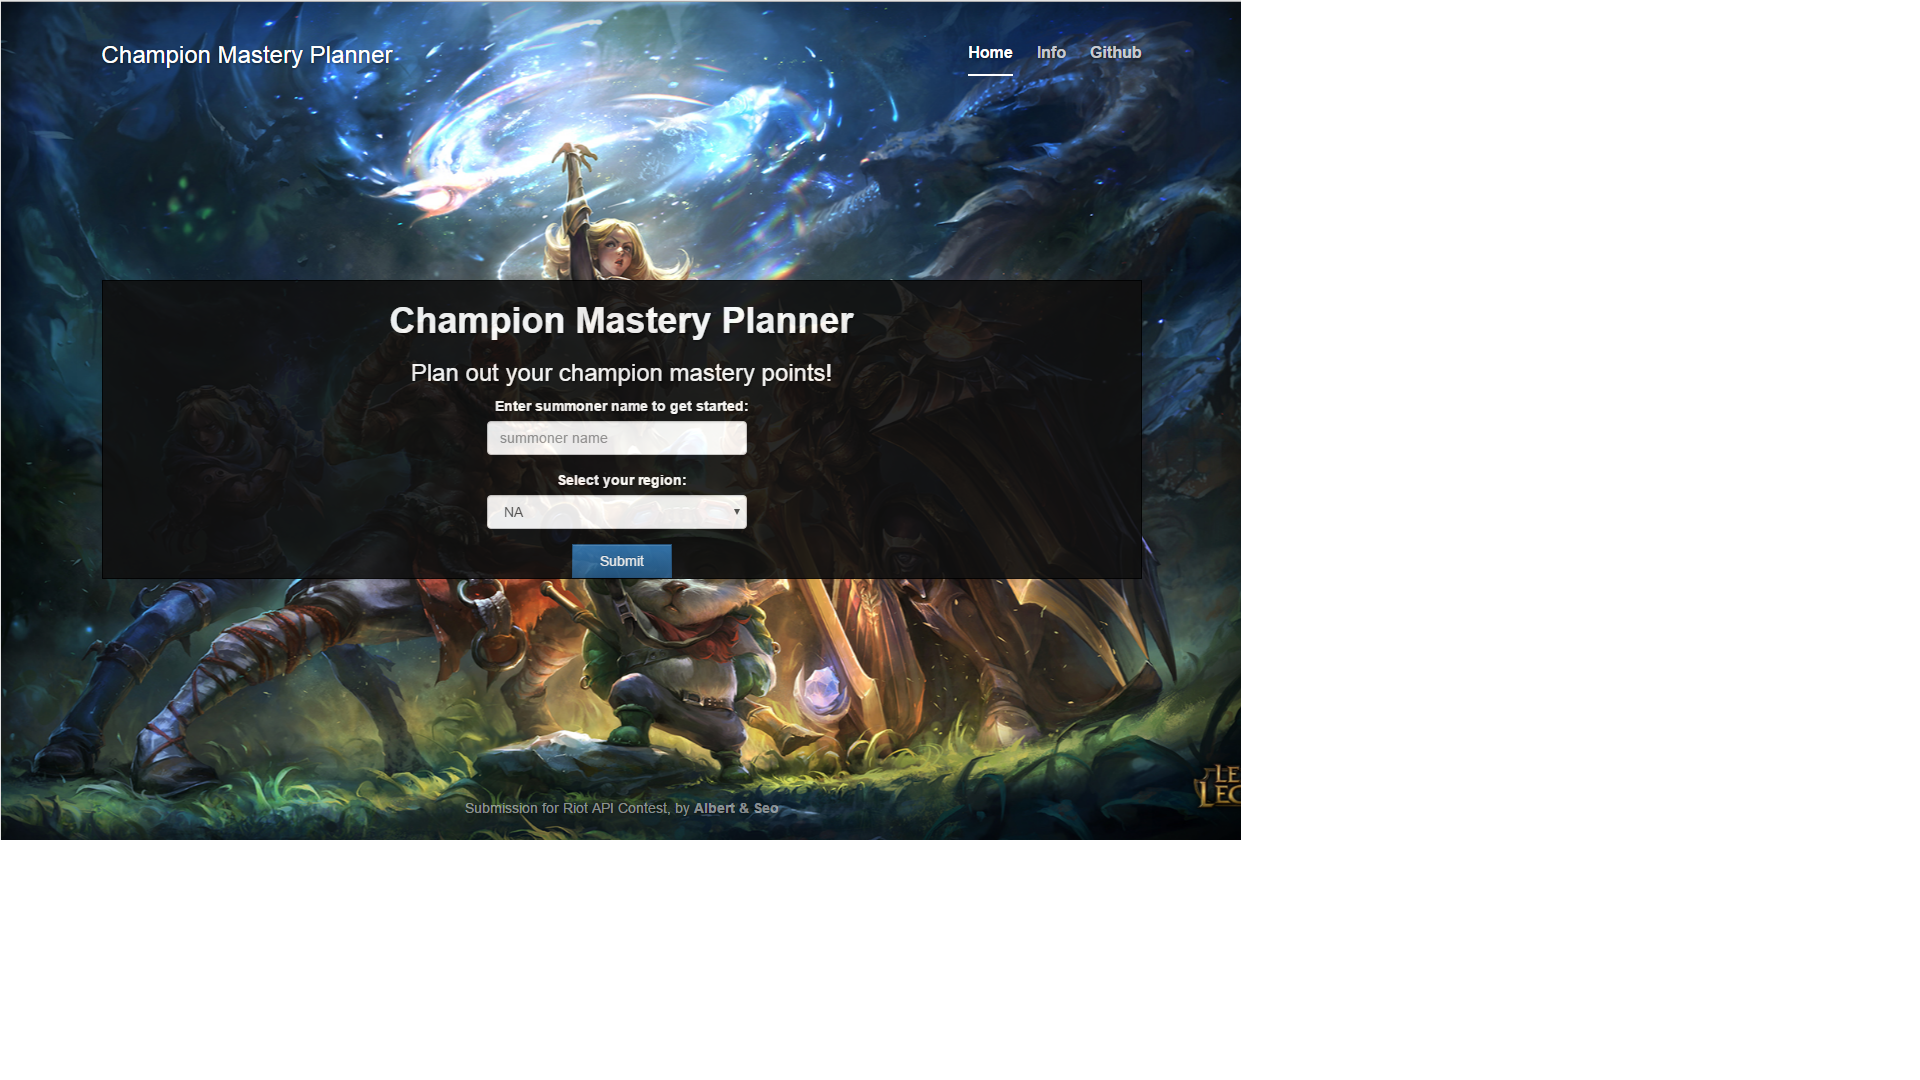 Champion Mastery Planner
Home Info Github
Champion Mastery Planner
Plan out your champion mastery points!
Enter summoner name to get started:
summoner name
Select your region:
NA
Submit
LE
LEG
Submission for Riot API Contest, by Albert & Seo